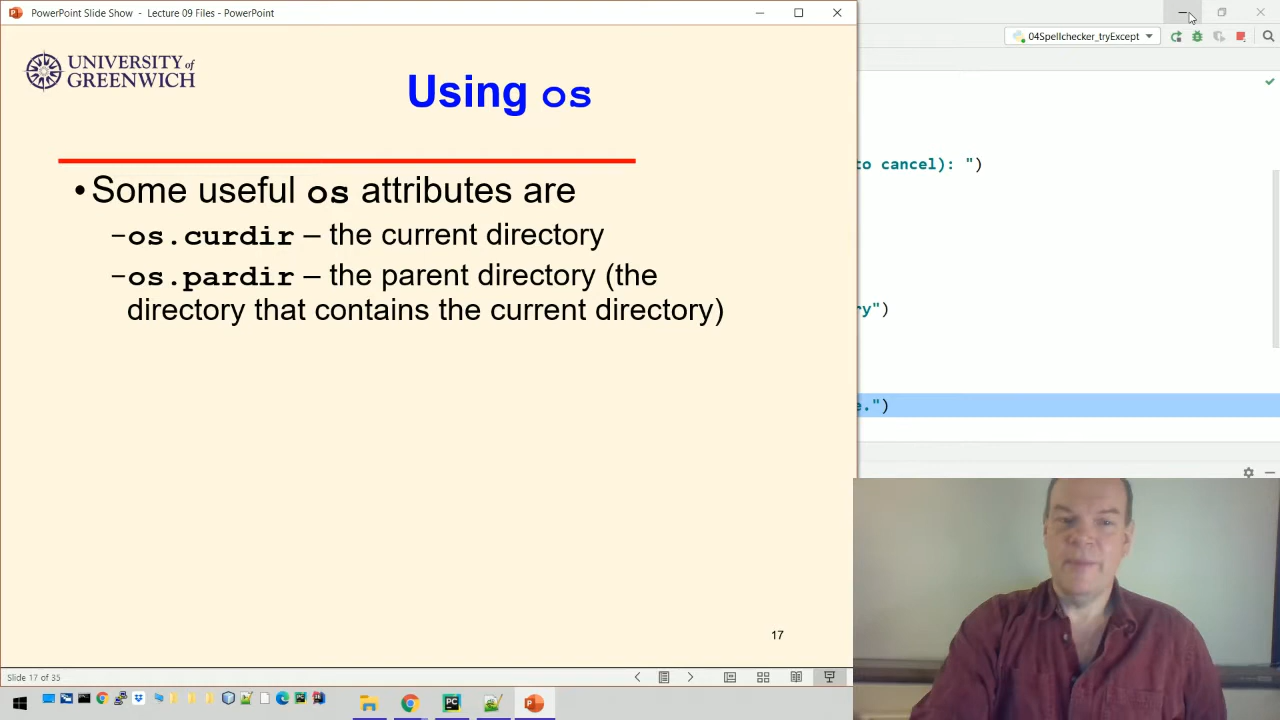 PowerPoint Slide Show - Lecture 09 Files - PowerPoint
04Spellchecker_tryExcept
UNIVERSITY of
GREENWICH
Using os
•Some useful os attributes are
–os.curdir – the current directory
–os.pardir – the parent directory (the
directory that contains the current directory)
to cancel): ")
ry")
e.")
17
Slide 17 of 35
PC